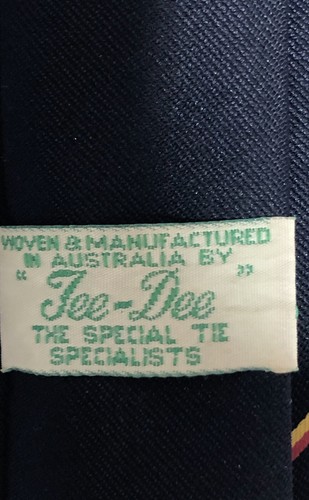 WOVEN & MANUFACTURED
IN AUSTRALIA BY
"Tee-Dee"
THE SPECIAL TIE
SPECIALISTS